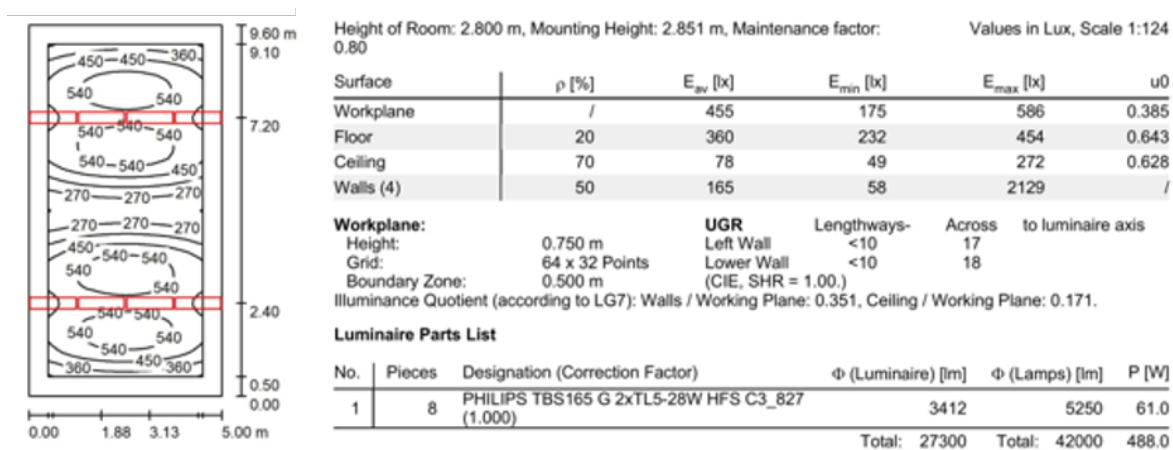 9.60 m
9.10
450 450 360
540 540
7.20
540 540 540
540 540 450
270 270 270
270 270 270
450 540 540
540 540
2.40
540 540
540 540
540
360 450 360
0.50
0.00
0.00 1.88 3.13 5.00 m
Height of Room: 2.800 m, Mounting Height: 2.851 m, Maintenance factor:
0.80
Values in Lux, Scale 1:124
Surface ρ [%] Eav [lx] Emin [lx] Emax [lx] u0
Workplane / 455 175 586 0.385
Floor 20 360 232 454 0.643
Ceiling 70 78 49 272 0.628
Walls (4) 50 165 58 2129 /
Workplane: UGR Lengthways- Across to luminaire axis
Height: 0.750 m Left Wall <10 17
Grid: 64 x 32 Points Lower Wall <10 18
Boundary Zone: 0.500 m (CIE, SHR = 1.00.)
Illuminance Quotient (according to LG7): Walls / Working Plane: 0.351, Ceiling / Working Plane: 0.171.
Luminaire Parts List
No. Pieces Designation (Correction Factor) Φ (Luminaire) [lm] Φ (Lamps) [lm] P [W]
1 8 PHILIPS TBS165 G 2xTL5-28W HFS C3_827
(1.000) 3412 5250 61.0
Total: 27300 Total: 42000 488.0